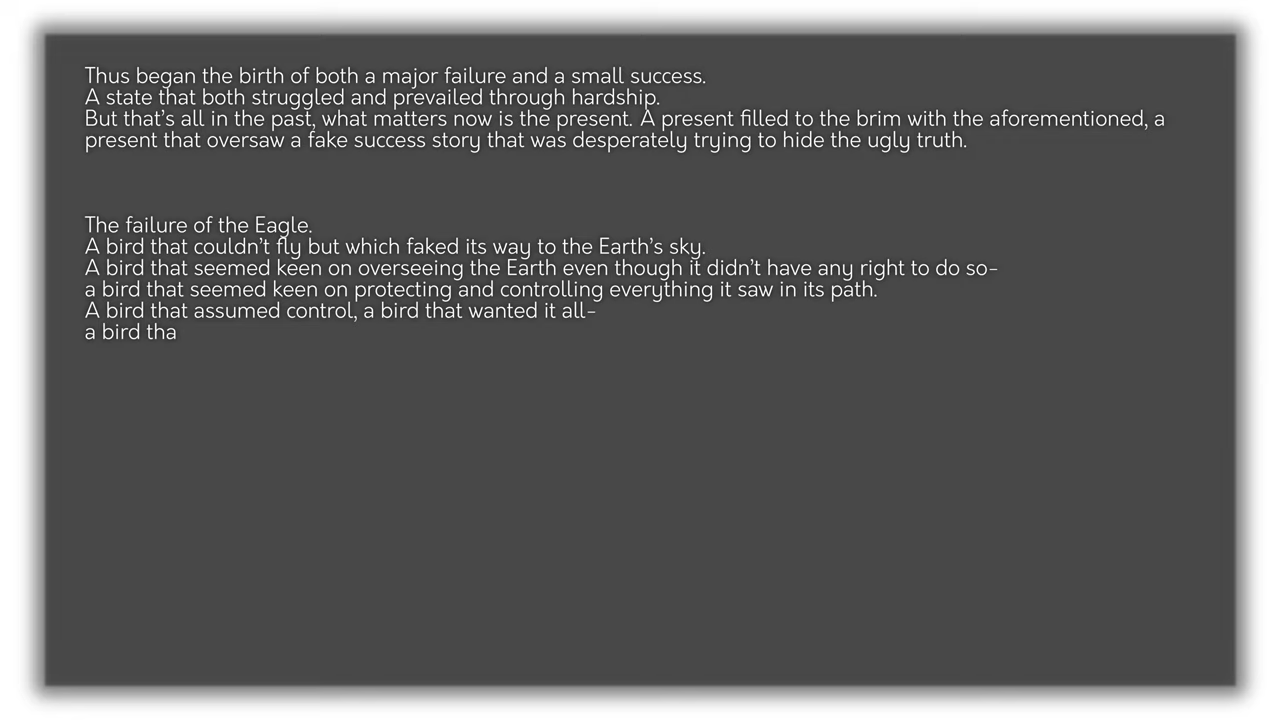 Thus began the birth of both a major failure and a small success.
A state that both struggled and prevailed through hardship.
But that's all in the past, what matters now is the present. A present filled to the brim with the aforementioned, a
present that oversaw a fake success story that was desperately trying to hide the ugly truth.
The failure of the Eagle.
A bird that couldn't fly but which faked its way to the Earth's sky.
A bird that seemed keen on overseeing the Earth even though it didn't have any right to do so-
a bird that seemed keen on protecting and controlling everything it saw in its path.
A bird that assumed control, a bird that wanted it all-
a bird tha